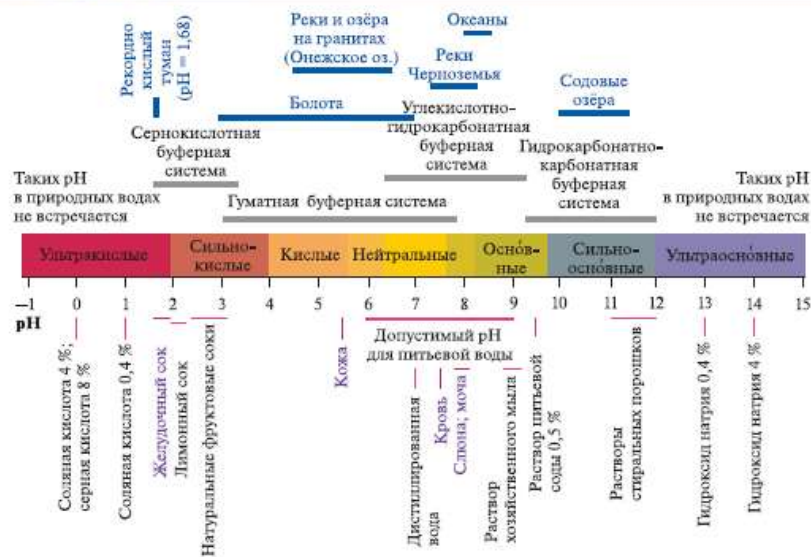 Рекордно
кислый
туман
(pH = 1,68)
Реки и озёра
на гранитах
(Онежское оз.)
Болота
Океаны
Реки
Черноземья
Содовые
озёра
Сернокислотная
буферная
система
Углекислотно-
гидрокарбонатная
буферная
система
Гидрокарбонатно-
карбонатная
буферная
система
Таких pH
в природных водах
не встречается
Гуматная буферная система
Таких pH
в природных водах
не встречается
Ультракислые
Сильно-
кислые
Кислые
Нейтральные
Осно́в-
ные
Сильно-
осно́вные
Ультраосно́вные
–1 0 1 2 3 4 5 6 7 8 9 10 11 12 13 14 15
pH
Соляная кислота 4 %;
серная кислота 8 %
Соляная кислота 0,4 %
Желудочный сок
Лимонный сок
Натуральные фруктовые соки
Кожа
Допустимый pH
для питьевой воды
Дистиллированная
вода
Кровь
Слюна; моча
Раствор
хозяйственного мыла
Раствор питьевой
соды 0,5 %
Растворы
стиральных порошков
Гидроксид натрия 0,4 %
Гидроксид натрия 4 %